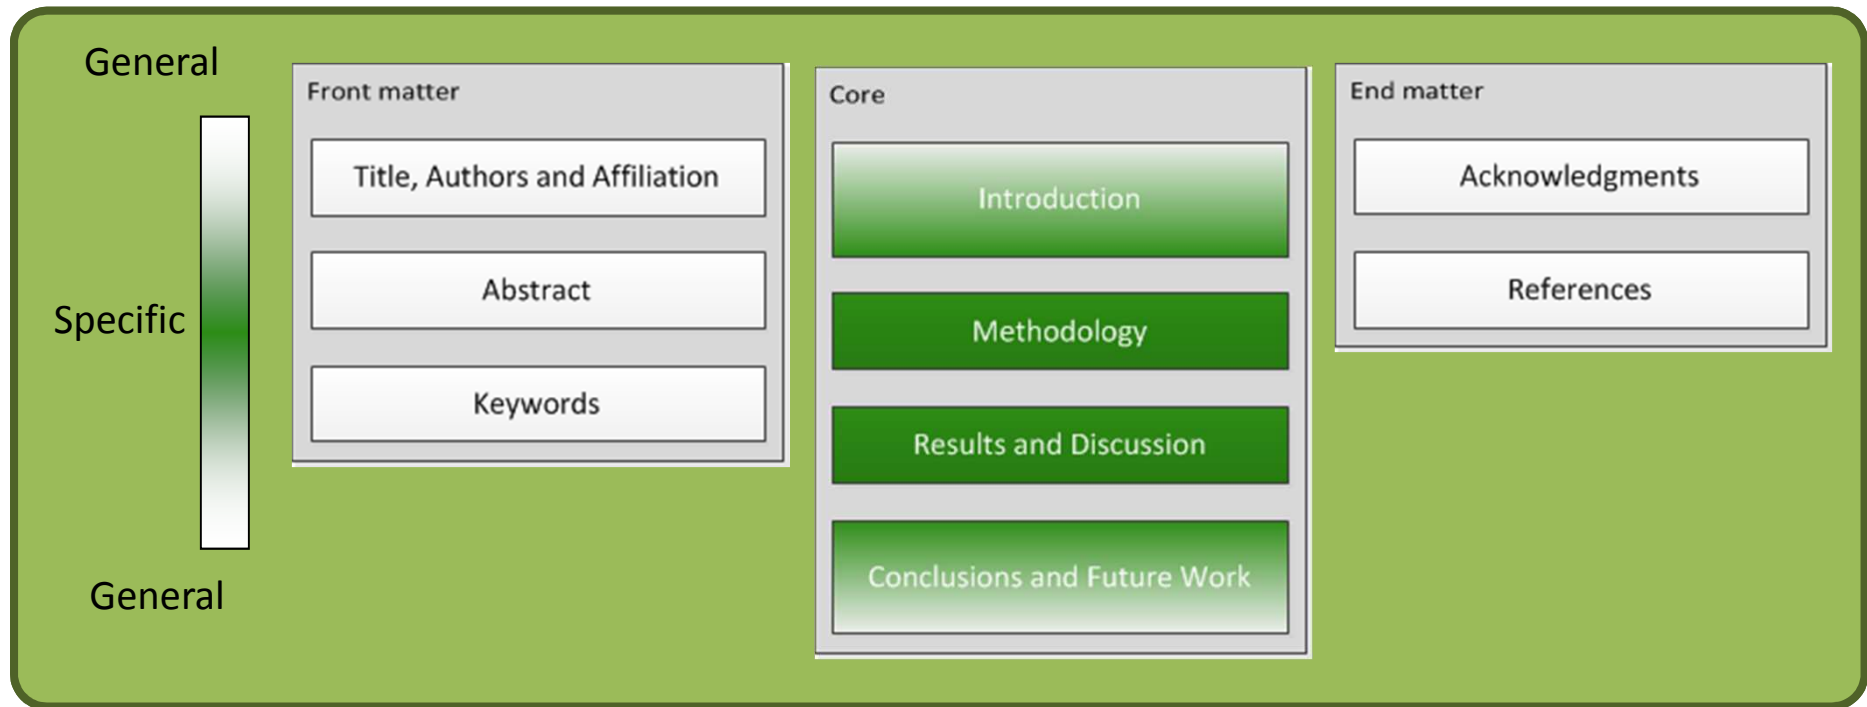 General
Specific
General
Front matter
Title, Authors and Affiliation
Abstract
Keywords
Core
Introduction
Methodology
Results and Discussion
Conclusions and Future Work
End matter
Acknowledgments
References